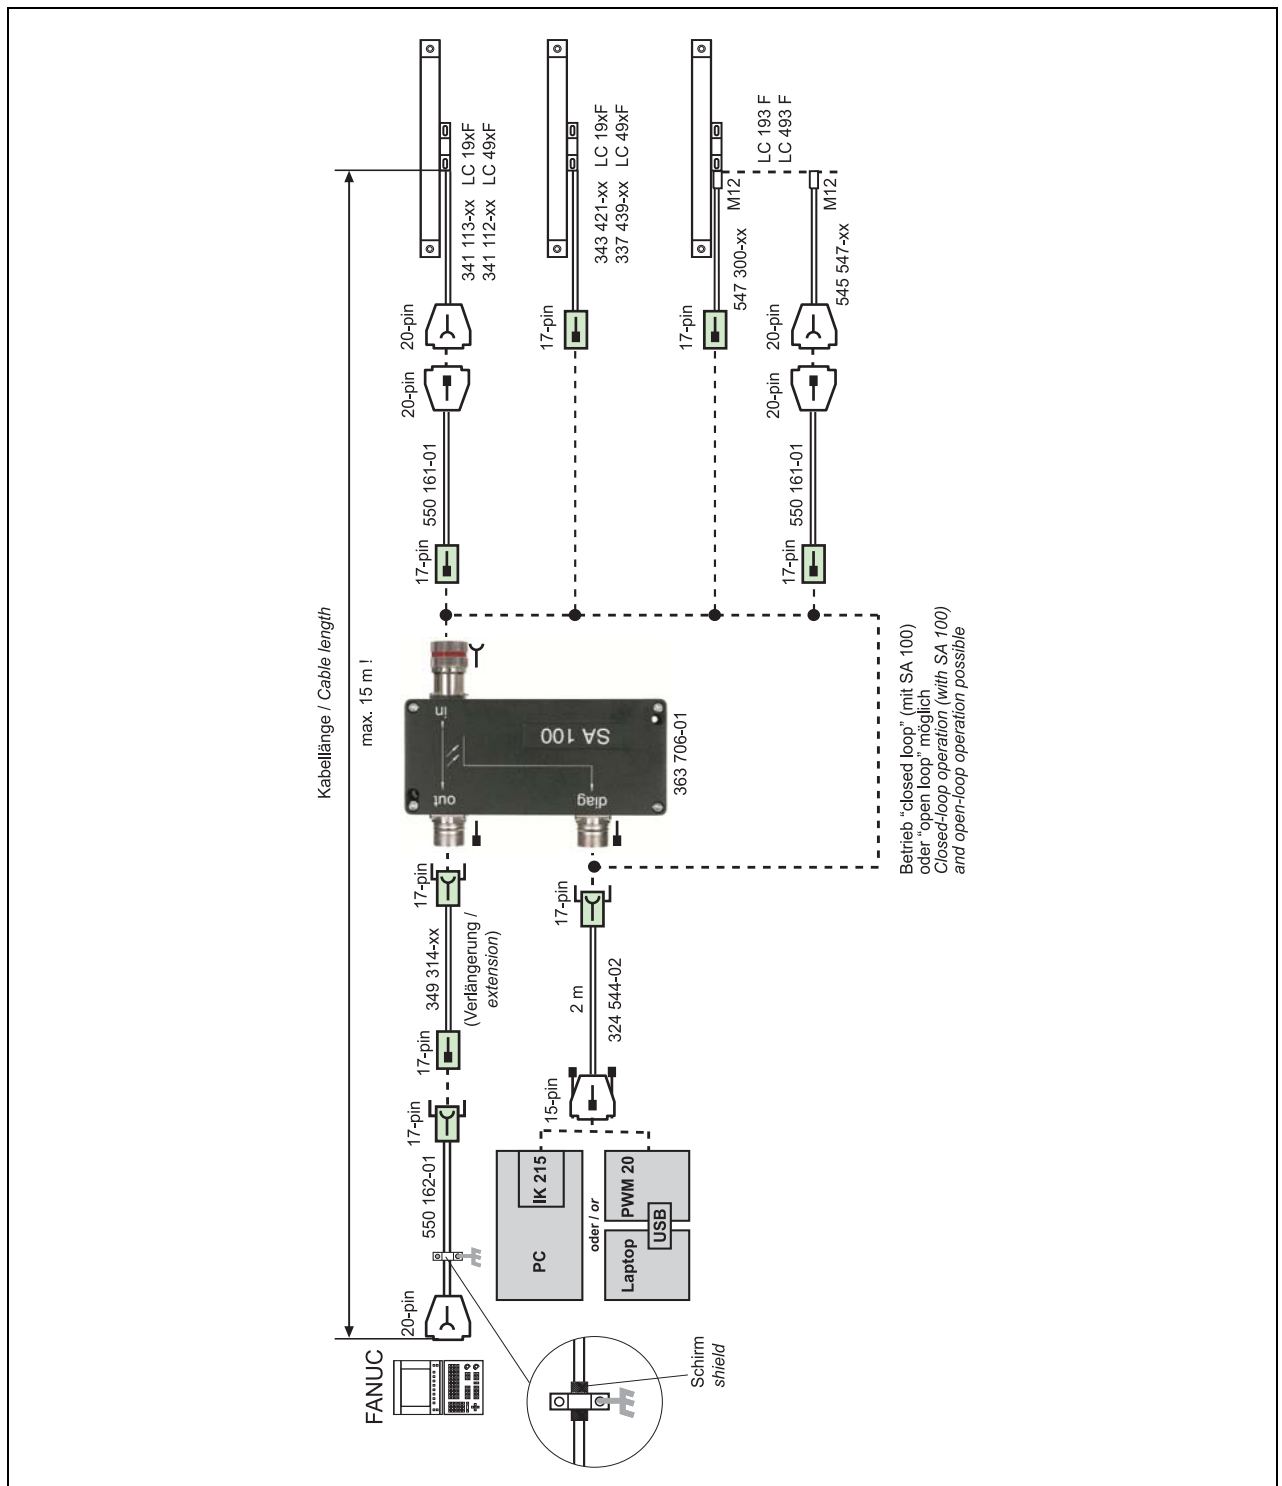 341 113-xx LC 19xF
341 112-xx LC 49xF
343 421-xx LC 19xF
337 439-xx LC 49xF
LC 193 F
LC 493 F
M12
M12
547 300-xx
545 547-xx
20-pin
17-pin
17-pin
20-pin
20-pin
20-pin
550 161-01
550 161-01
17-pin
17-pin
Kabellänge / Cable length
max. 15 m !
in
SA 100
out
diag
363 706-01
Betrieb "closed loop" (mit SA 100)
oder "open loop" möglich
Closed-loop operation (with SA 100)
and open-loop operation possible
17-pin
349 314-xx
(Verlängerung /
extension)
17-pin
17-pin
2 m
324 544-02
15-pin
17-pin
550 162-01
20-pin
IK 215
PC
oder / or
PWM 20
USB
Laptop
FANUC
Schirm
shield